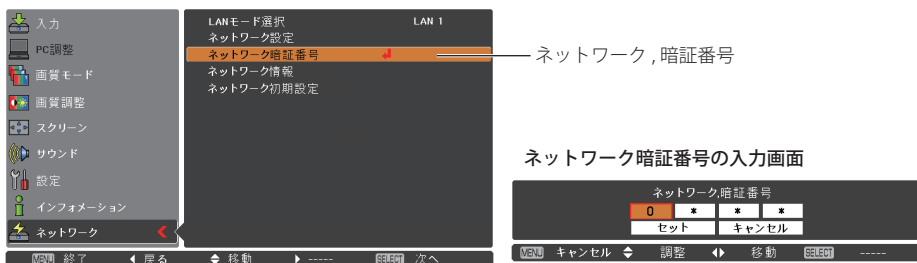 入力
PC調整
画質モード
画質調整
スクリーン
サウンド
設定
インフォメーション
ネットワーク
LANモード選択 LAN 1
ネットワーク設定
ネットワーク暗証番号
ネットワーク情報
ネットワーク初期設定
MENU 終了 戻る 移動 ----- SELECT 次へ
ネットワーク , 暗証番号
ネットワーク暗証番号の入力画面
ネットワーク,暗証番号
0 * * *
セット キャンセル
MENU キャンセル 調整 移動 SELECT -----